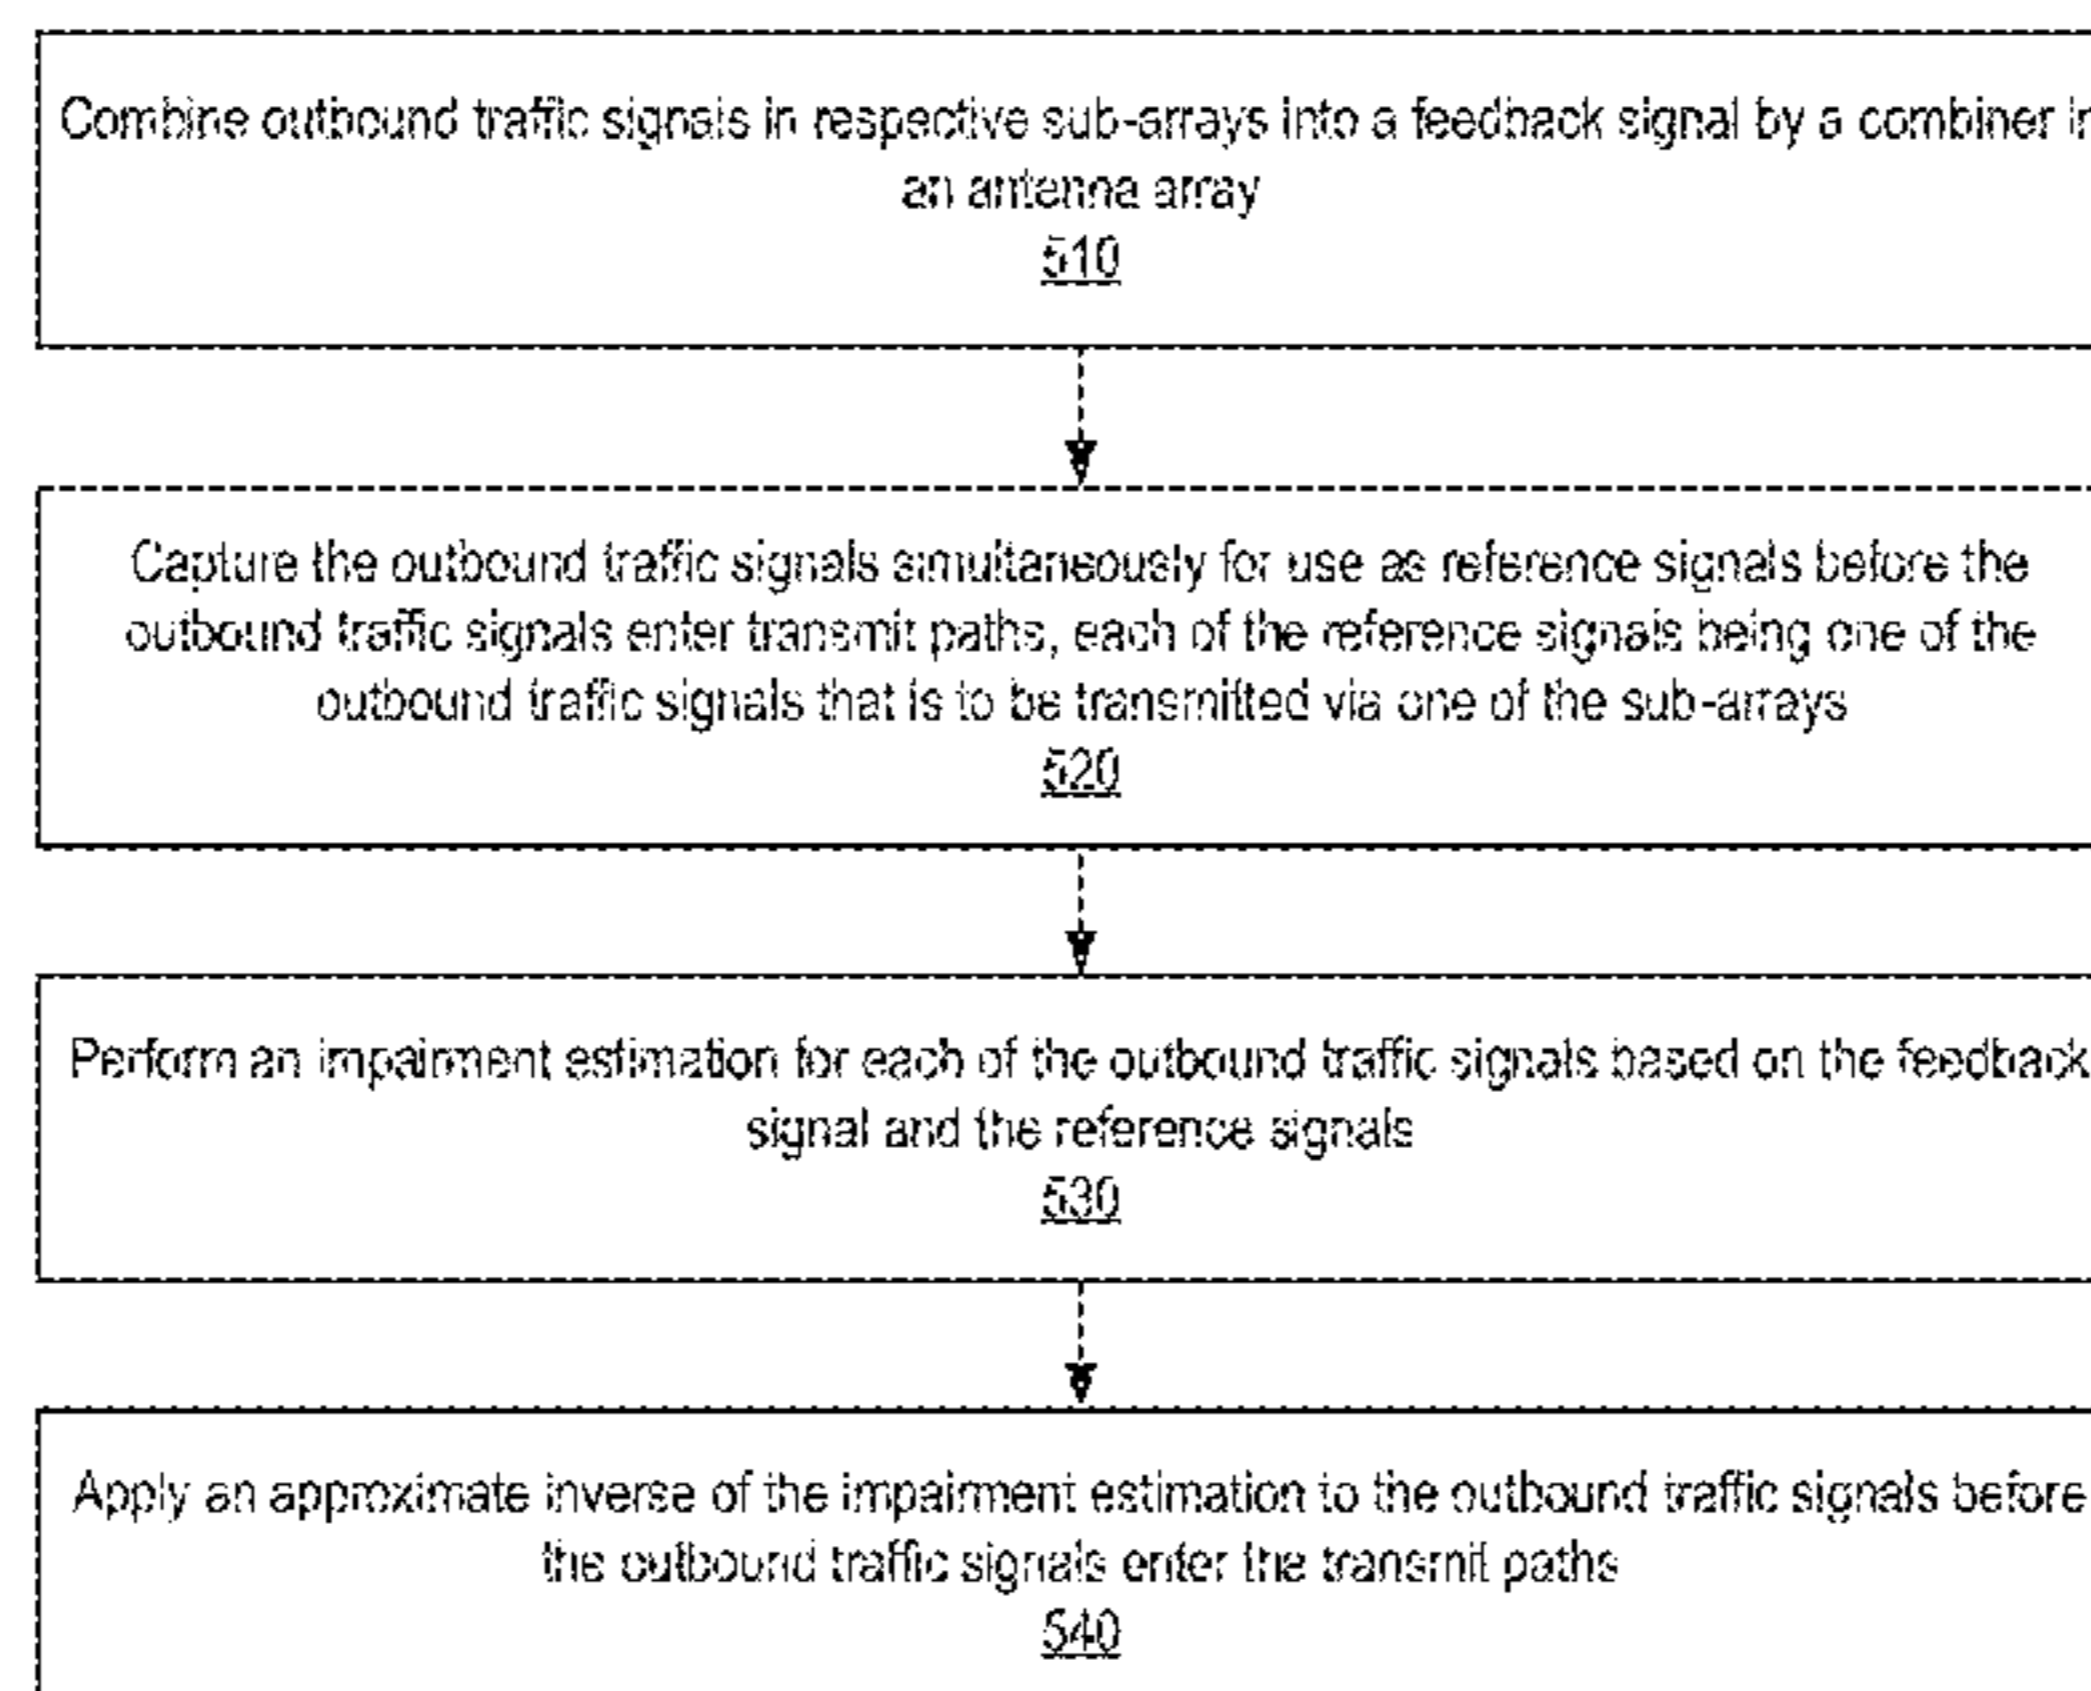 Combine outbound traffic signals in respective sub-arrays into a feedback signal by a combiner in
an antenna array
510
Capture the outbound traffic signals simultaneously for use as reference signals before the
outbound traffic signals enter transmit paths, each of the reference signals being one of the
outbound traffic signals that is to be transmitted via one of the sub-arrays
520
Perform an impairment estimation for each of the outbound traffic signals based on the feedback
signal and the reference signals
530
Apply an approximate inverse of the impairment estimation to the outbound traffic signals before
the outbound traffic signals enter the transmit paths
540